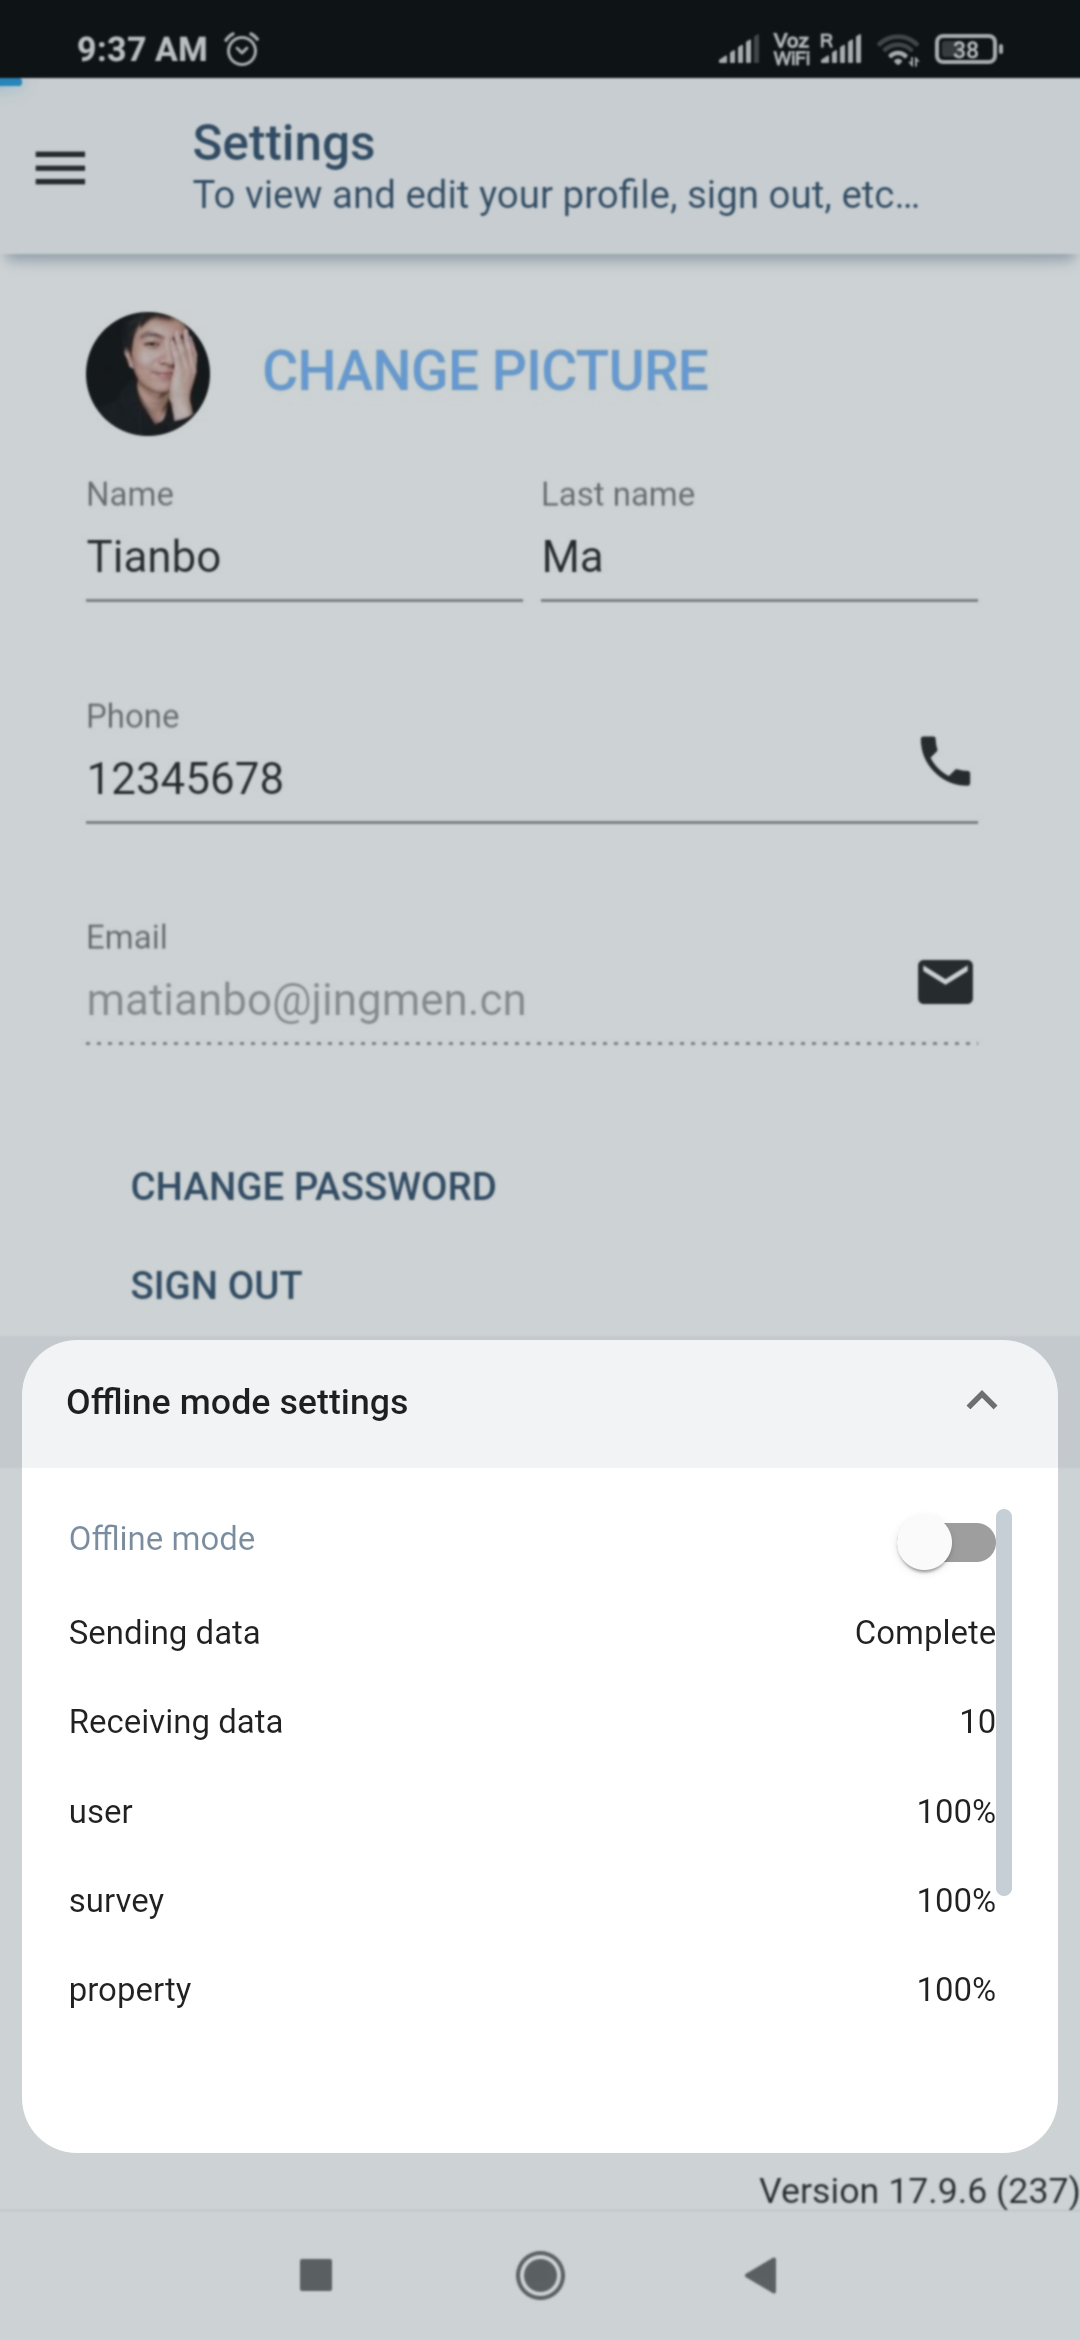 9:37 AM
Voz
WiFi
R
38
Settings
To view and edit your profile, sign out, etc...
CHANGE PICTURE
Name
Last name
Tianbo
Ma
Phone
12345678
Email
matianbo@jingmen.cn
CHANGE PASSWORD
SIGN OUT
Offline mode settings
Offline mode
Sending data Complete
Receiving data 10
user 100%
survey 100%
property 100%
Version 17.9.6 (237)